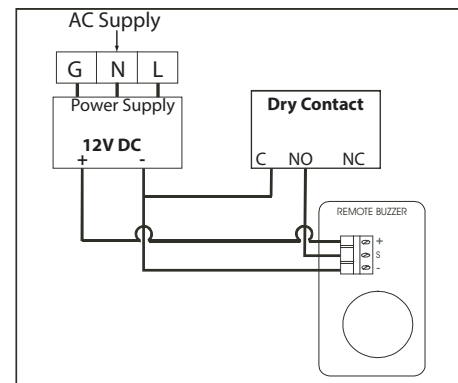 AC Supply
G N L
Power Supply
12V DC
+ -
Dry Contact
C NO NC
REMOTE BUZZER
+
S
-